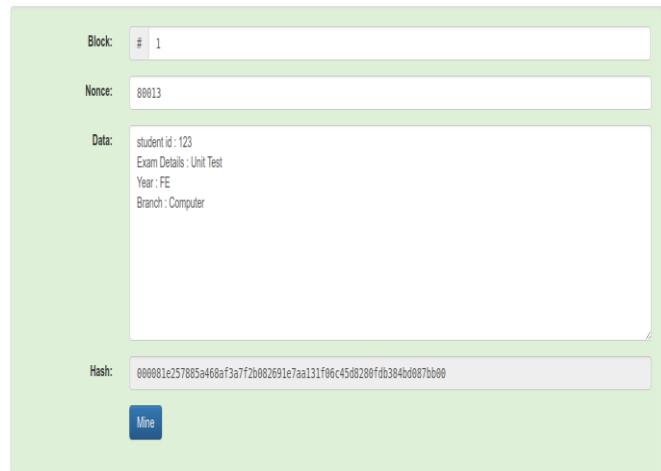 Block: # 1
Nonce: 80013
Data: student id : 123
Exam Details : Unit Test
Year : FE
Branch : Computer
Hash: 000081e257885a468af3a7f2b082691e7aa131f06c45d8280fdb384bd087bb00
Mine